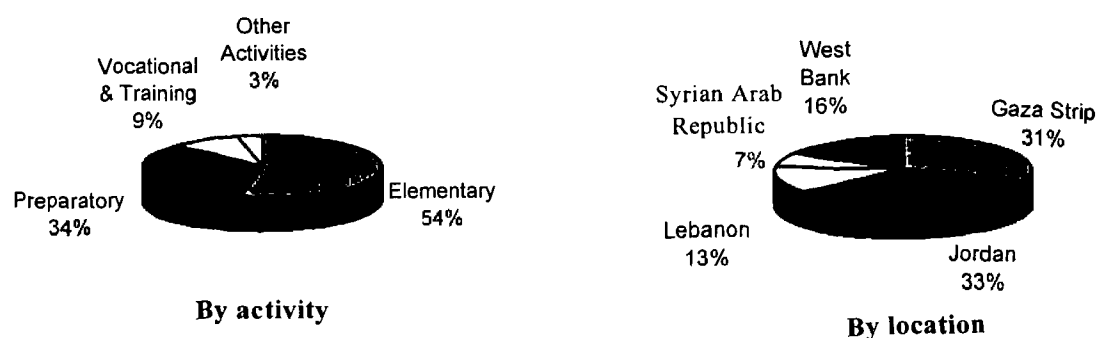 Other
Activities
3%
Vocational
& Training
9%
Preparatory
34%
Elementary
54%
By activity
West
Bank
16%
Syrian Arab
Republic
7%
Gaza Strip
31%
Lebanon
13%
Jordan
33%
By location